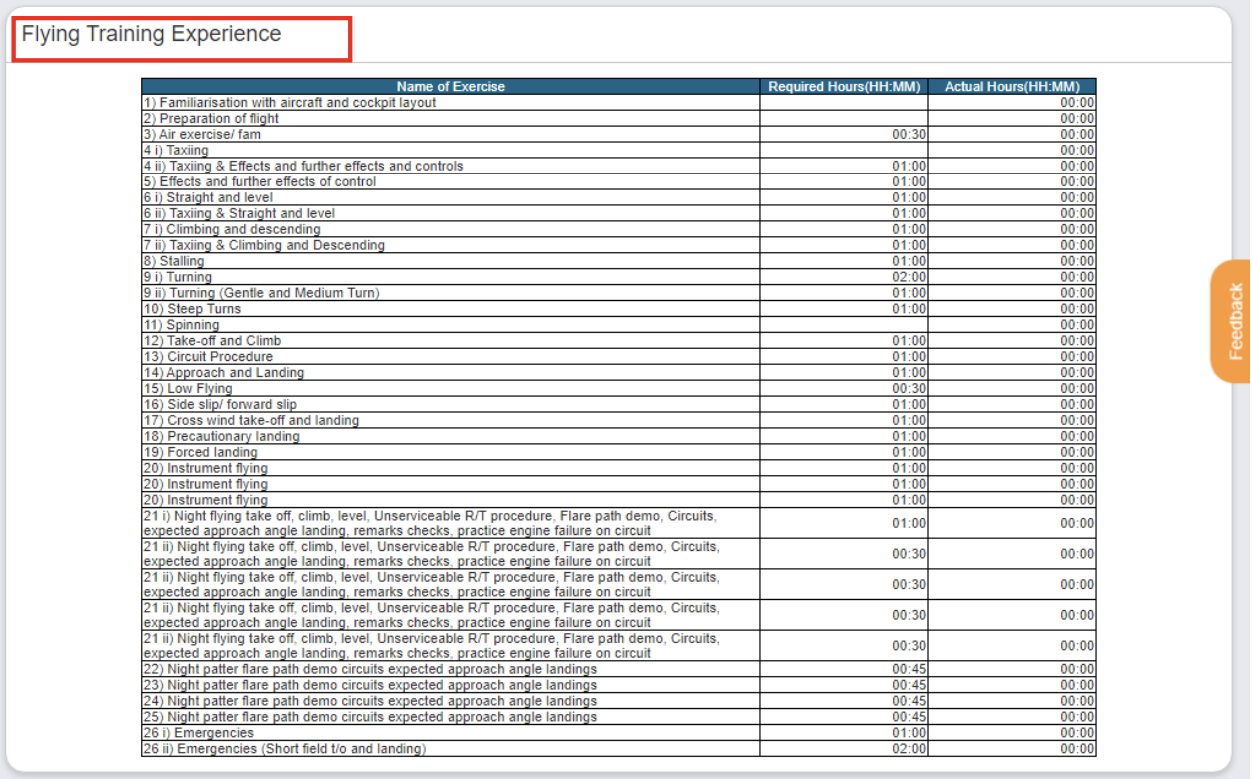 Flying Training Experience
Name of Exercise Required Hours(HH:MM) Actual Hours(HH:MM)
1) Familiarisation with aircraft and cockpit layout 00:00
2) Preparation of flight 00:00
3) Air exercise/ fam 00:30 00:00
4 i) Taxiing 00:00
4 ii) Taxiing & Effects and further effects and controls 01:00 00:00
5) Effects and further effects of control 01:00 00:00
6 i) Straight and level 01:00 00:00
6 ii) Taxiing & Straight and level 01:00 00:00
7 i) Climbing and descending 01:00 00:00
7 ii) Taxiing & Climbing and Descending 01:00 00:00
8) Stalling 01:00 00:00
9 i) Turning 02:00 00:00
9 ii) Turning (Gentle and Medium Turn) 01:00 00:00
10) Steep Turns 01:00 00:00
11) Spinning 00:00
12) Take-off and Climb 01:00 00:00
13) Circuit Procedure 01:00 00:00
14) Approach and Landing 01:00 00:00
15) Low Flying 00:30 00:00
16) Side slip/ forward slip 01:00 00:00
17) Cross wind take-off and landing 01:00 00:00
18) Precautionary landing 01:00 00:00
19) Forced landing 01:00 00:00
20) Instrument flying 01:00 00:00
20) Instrument flying 01:00 00:00
20) Instrument flying 01:00 00:00
21 i) Night flying take off, climb, level, Unserviceable R/T procedure, Flare path demo, Circuits,
expected approach angle landing, remarks checks, practice engine failure on circuit 01:00 00:00
21 ii) Night flying take off, climb, level, Unserviceable R/T procedure, Flare path demo, Circuits,
expected approach angle landing, remarks checks, practice engine failure on circuit 00:30 00:00
21 ii) Night flying take off, climb, level, Unserviceable R/T procedure, Flare path demo, Circuits,
expected approach angle landing, remarks checks, practice engine failure on circuit 00:30 00:00
21 ii) Night flying take off, climb, level, Unserviceable R/T procedure, Flare path demo, Circuits,
expected approach angle landing, remarks checks, practice engine failure on circuit 00:30 00:00
21 ii) Night flying take off, climb, level, Unserviceable R/T procedure, Flare path demo, Circuits,
expected approach angle landing, remarks checks, practice engine failure on circuit 00:30 00:00
22) Night patter flare path demo circuits expected approach angle landings 00:45 00:00
23) Night patter flare path demo circuits expected approach angle landings 00:45 00:00
24) Night patter flare path demo circuits expected approach angle landings 00:45 00:00
25) Night patter flare path demo circuits expected approach angle landings 00:45 00:00
26 i) Emergencies 01:00 00:00
26 ii) Emergencies (Short field t/o and landing) 02:00 00:00
Feedback